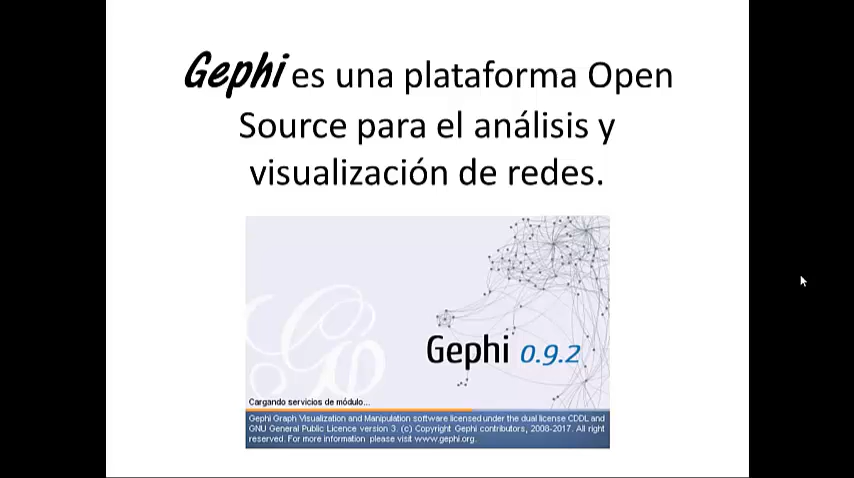 Gephi es una plataforma Open
Source para el análisis y
visualización de redes.
Gephi 0.9.2
Cargando servicios de módulo...
Gephi Graph Visualization and Manipulation software licensed under the dual license CDDL and
GNU General Public Licence version 3. (c) Copyright Gephi contributors, 2008-2017. All right
reserved. For more information please visit www.gephi.org.